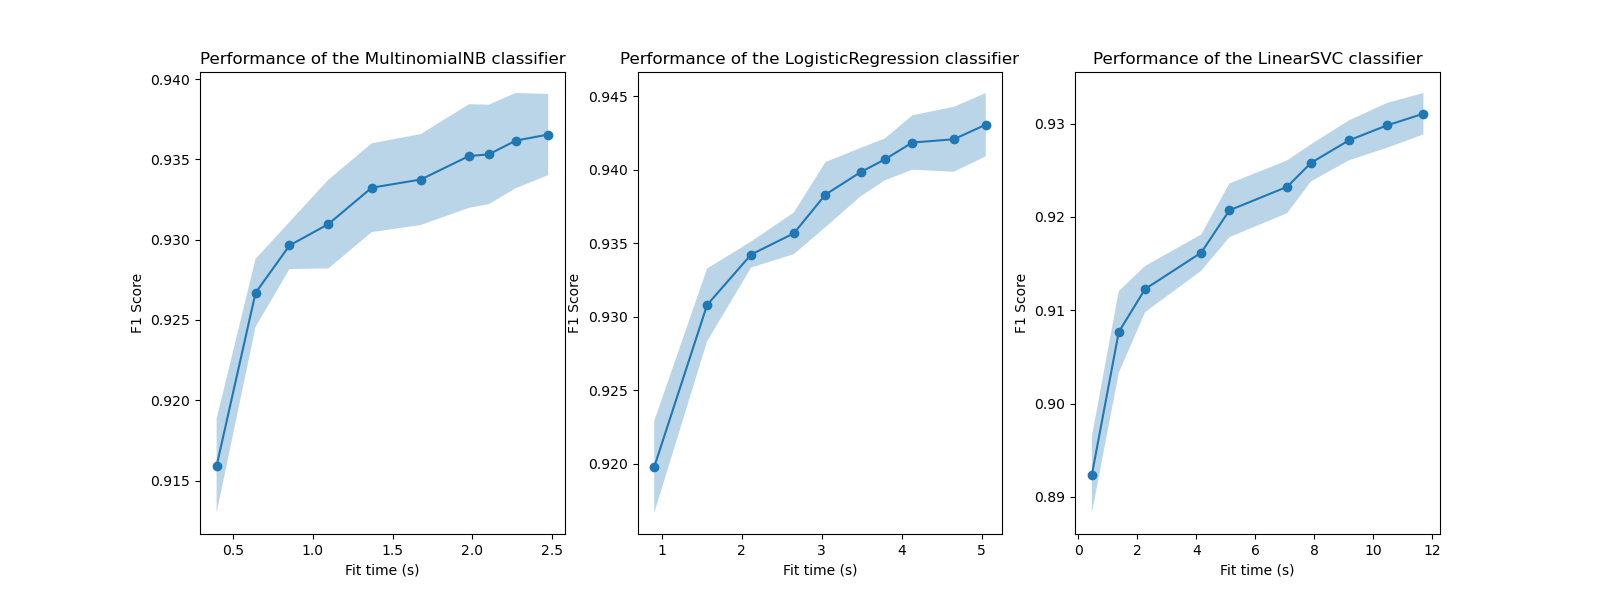 Performance of the MultinomialNB classifier
0.940
0.935
0.930
0.925
0.920
0.915
F1 Score
0.5 1.0 1.5 2.0 2.5
Fit time (s)
Performance of the LogisticRegression classifier
0.945
0.940
0.935
0.930
0.925
0.920
F1 Score
1 2 3 4 5
Fit time (s)
Performance of the LinearSVC classifier
0.93
0.92
0.91
0.90
0.89
F1 Score
0 2 4 6 8 10 12
Fit time (s)